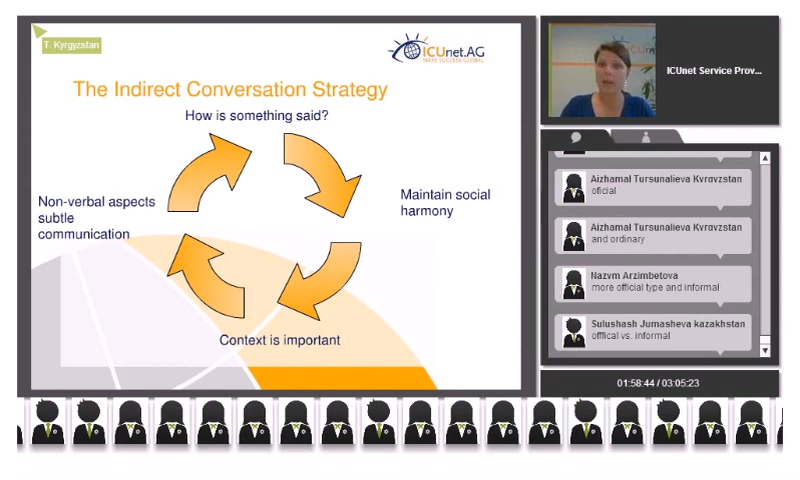 T. Kyrgyzstan
ICUnet.AG
MAKE SUCCESS GLOBAL
The Indirect Conversation Strategy
How is something said?
Non-verbal aspects
subtle
communication
Maintain social
harmony
Context is important
ICUnet Service Prov...
Aizhamal Tursunalieva Kyrgyzstan
oficial
Aizhamal Tursunalieva Kyrgyzstan
and ordinary
Nazym Arzimbetova
more official type and informal
Sulushash Jumasheva kazakhstan
offfical vs. informal
01:58:44 / 03:05:23